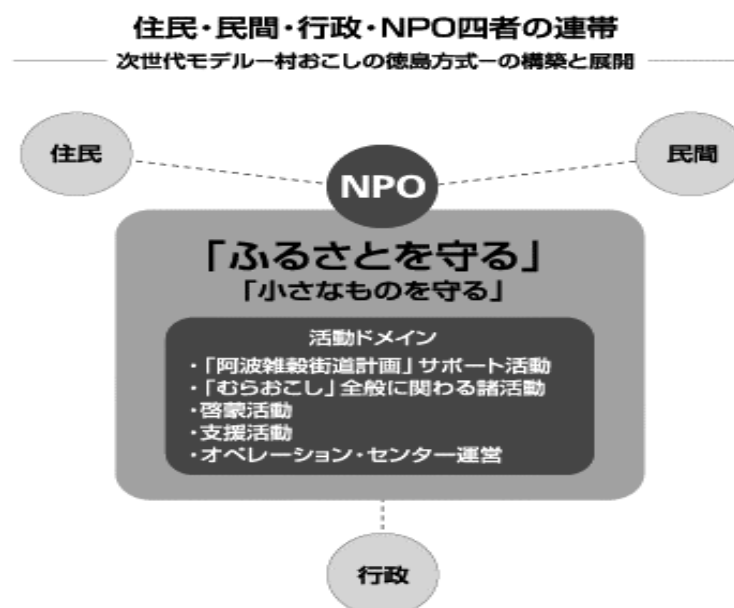 住民・民間・行政・NPO四者の連帯
次世代モデルー村おこしの徳島方式ーの構築と展開
住民
民間
NPO
「ふるさとを守る」
「小さなものを守る」
活動ドメイン
・「阿波雑穀街道計画」サポート活動
・「むらおこし」全般に関わる諸活動
・啓蒙活動
・支援活動
・オペレーション・センター運営
行政